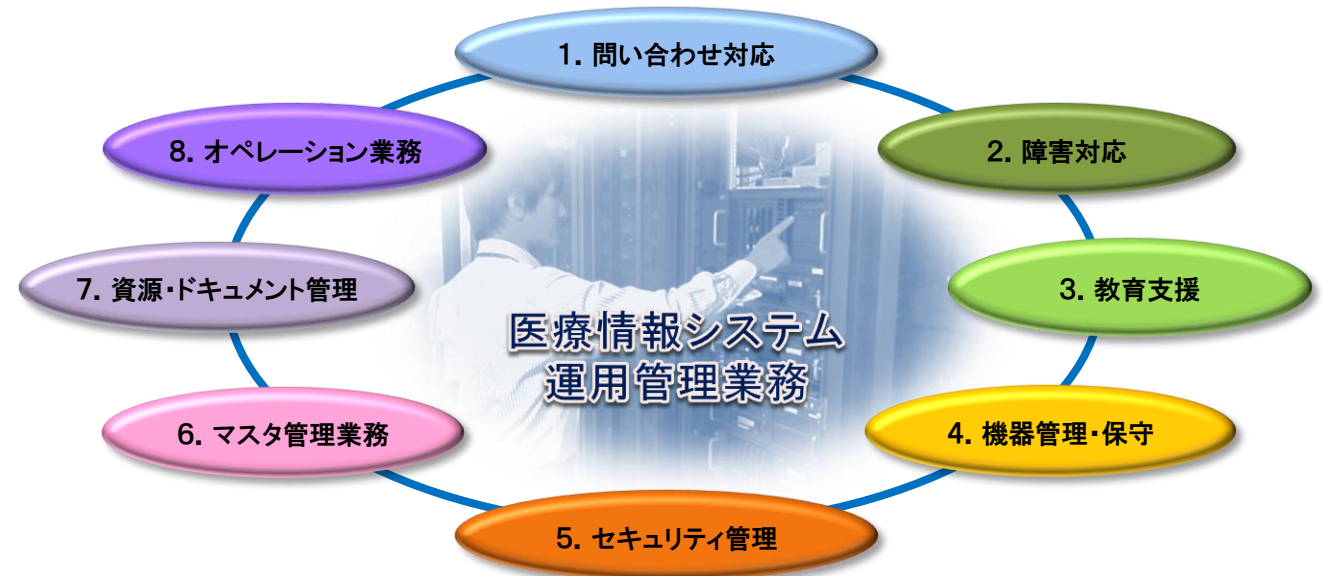 1. 問い合わせ対応
2. 障害対応
3. 教育支援
4. 機器管理・保守
5. セキュリティ管理
6. マスタ管理業務
7. 資源・ドキュメント管理
8. オペレーション業務
医療情報システム
運用管理業務